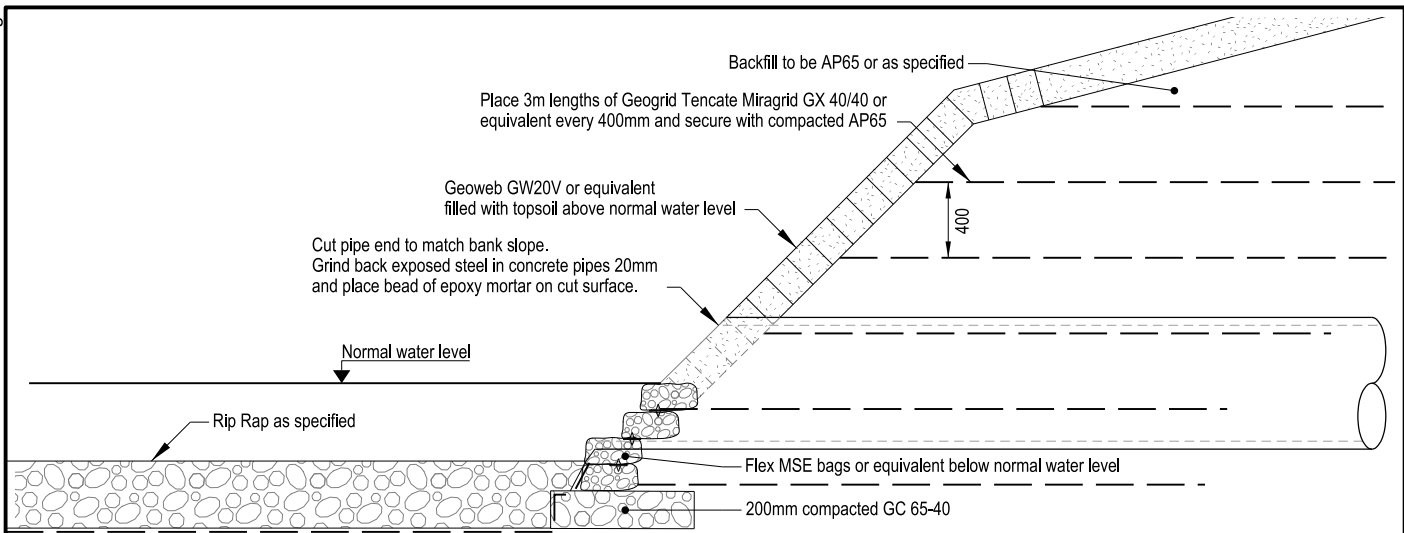 Backfill to be AP65 or as specified
Place 3m lengths of Geogrid Tencate Miragrid GX 40/40 or
equivalent every 400mm and secure with compacted AP65
Geoweb GW20V or equivalent
filled with topsoil above normal water level
400
Cut pipe end to match bank slope.
Grind back exposed steel in concrete pipes 20mm
and place bead of epoxy mortar on cut surface.
Normal water level
Rip Rap as specified
Flex MSE bags or equivalent below normal water level
200mm compacted GC 65-40